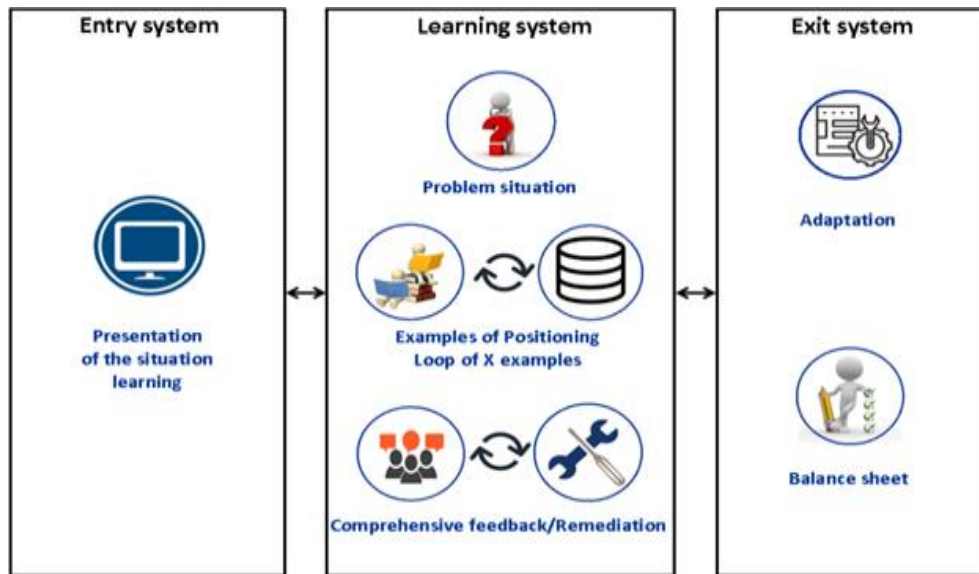 Entry system
Presentation
of the situation
learning
Learning system
Problem situation
Examples of Positioning
Loop of X examples
Comprehensive feedback/Remediation
Exit system
Adaptation
Balance sheet